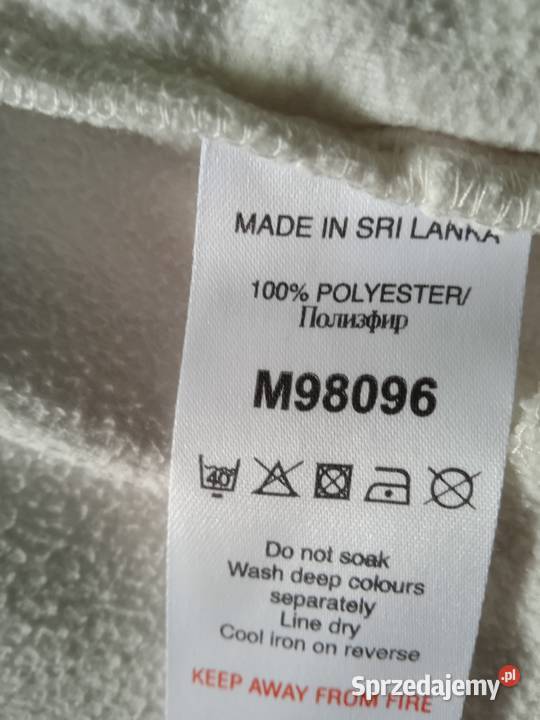 MADE IN SRI LANKA
100% POLYESTER/
Полиэфир
M98096
40
Do not soak
Wash deep colours
separately
Line dry
Cool iron on reverse
KEEP AWAY FROM FIRE
Sprzedajemy.pl